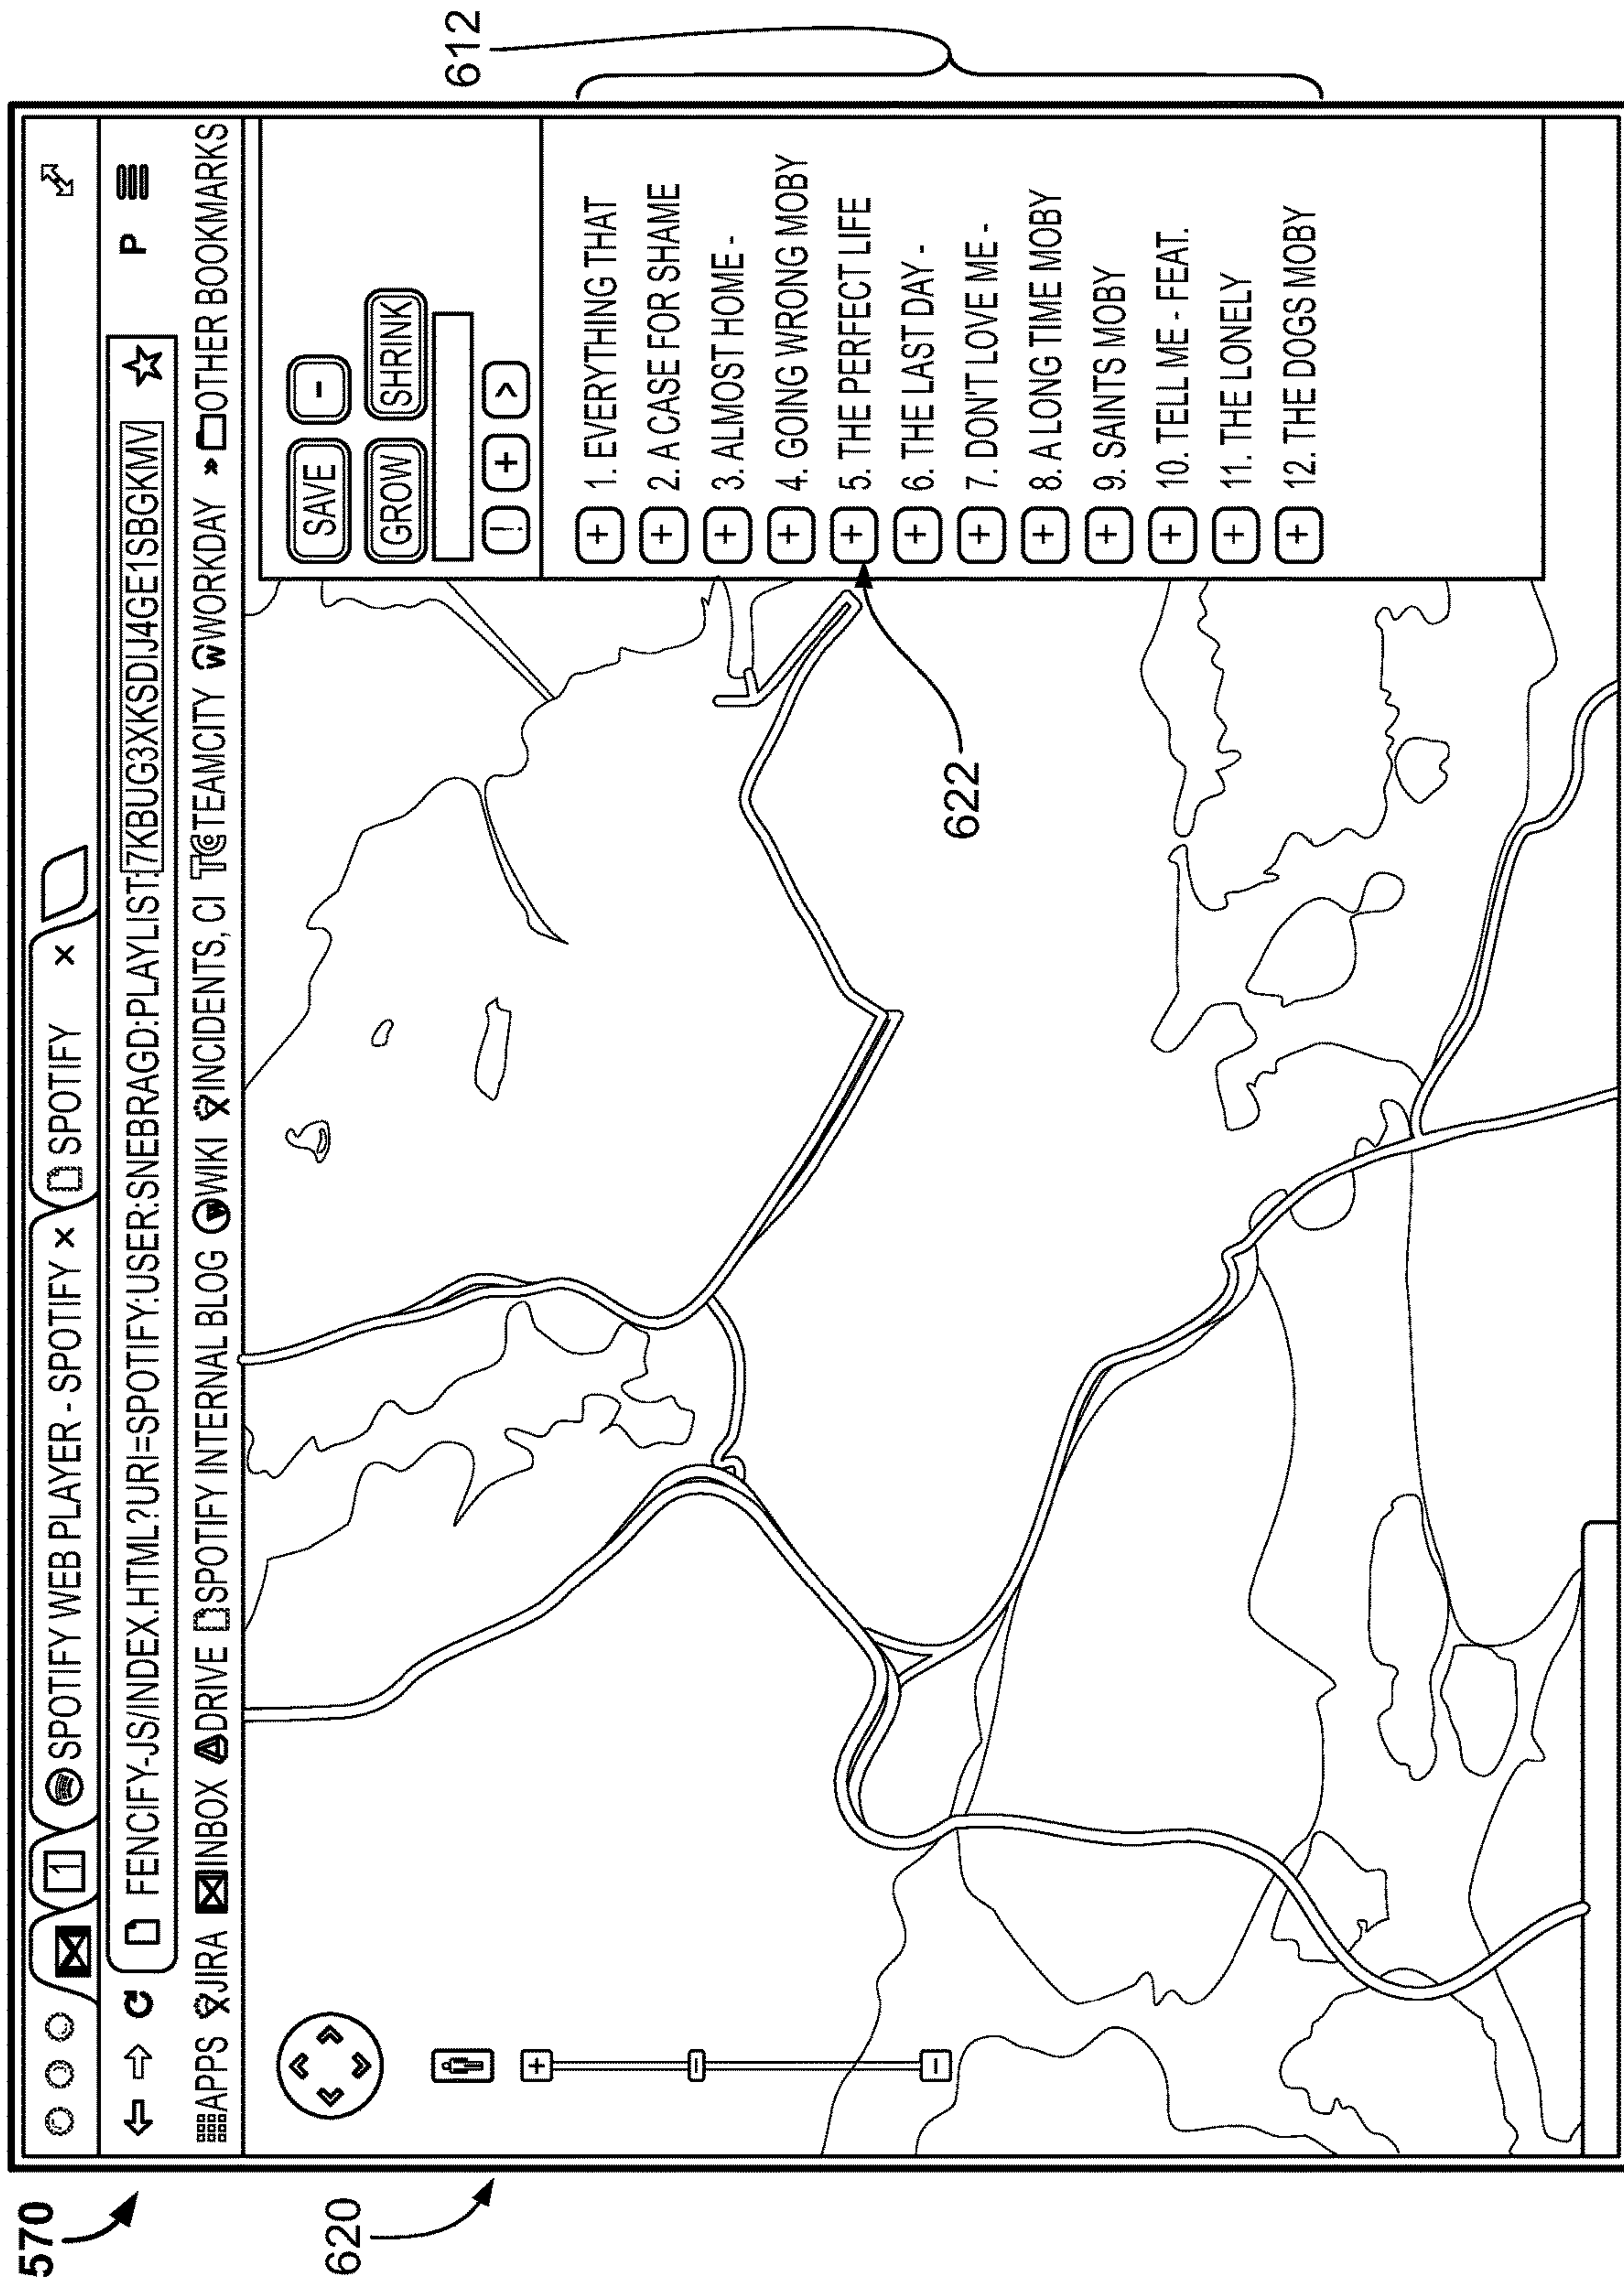 570
620
612
622
1
SPOTIFY WEB PLAYER - SPOTIFY ×
SPOTIFY ×
FENCIFY-JS/INDEX.HTML?URI=SPOTIFY:USER:SNEBRAGD:PLAYLIST:7KBUG3XKSDIJ4GE1SBGKMV
P
APPS JIRA INBOX DRIVE SPOTIFY INTERNAL BLOG W WIKI INCIDENTS, CI TC TEAMCITY W WORKDAY » OTHER BOOKMARKS
SAVE -
GROW SHRINK
! + >
+ 1. EVERYTHING THAT
+ 2. A CASE FOR SHAME
+ 3. ALMOST HOME -
+ 4. GOING WRONG MOBY
+ 5. THE PERFECT LIFE
+ 6. THE LAST DAY -
+ 7. DON'T LOVE ME -
+ 8. A LONG TIME MOBY
+ 9. SAINTS MOBY
+ 10. TELL ME - FEAT.
+ 11. THE LONELY
+ 12. THE DOGS MOBY
+
-